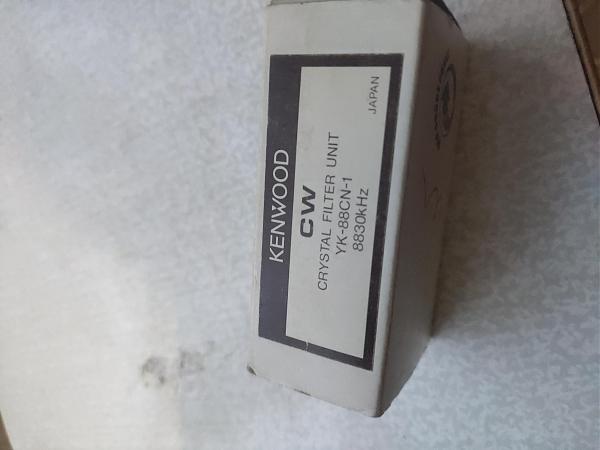 KENWOOD
CW
CRYSTAL FILTER UNIT
YK-88CN-1
8830kHz
JAPAN